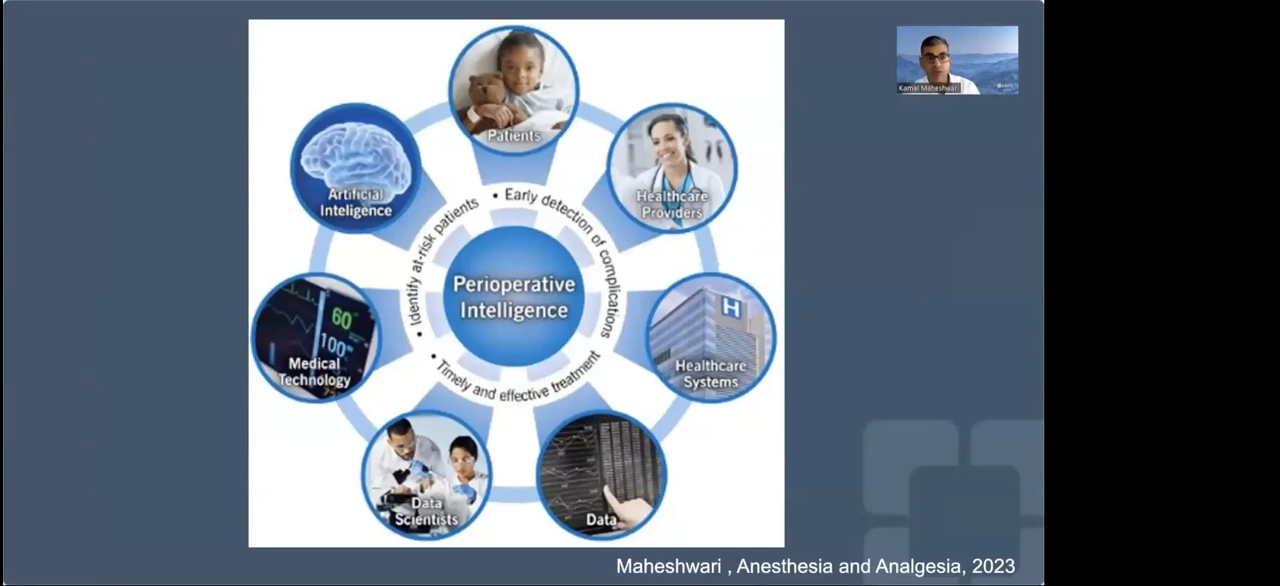 Kamal Maheshwari
Patients
Artificial
Inteligence
Healthcare
Providers
• Identify at-risk patients
• Early detection of complications
• Timely and effective treatment
Perioperative
Intelligence
60
100
Medical
Technology
H
Healthcare
Systems
Data
Scientists
Data
Maheshwari , Anesthesia and Analgesia, 2023